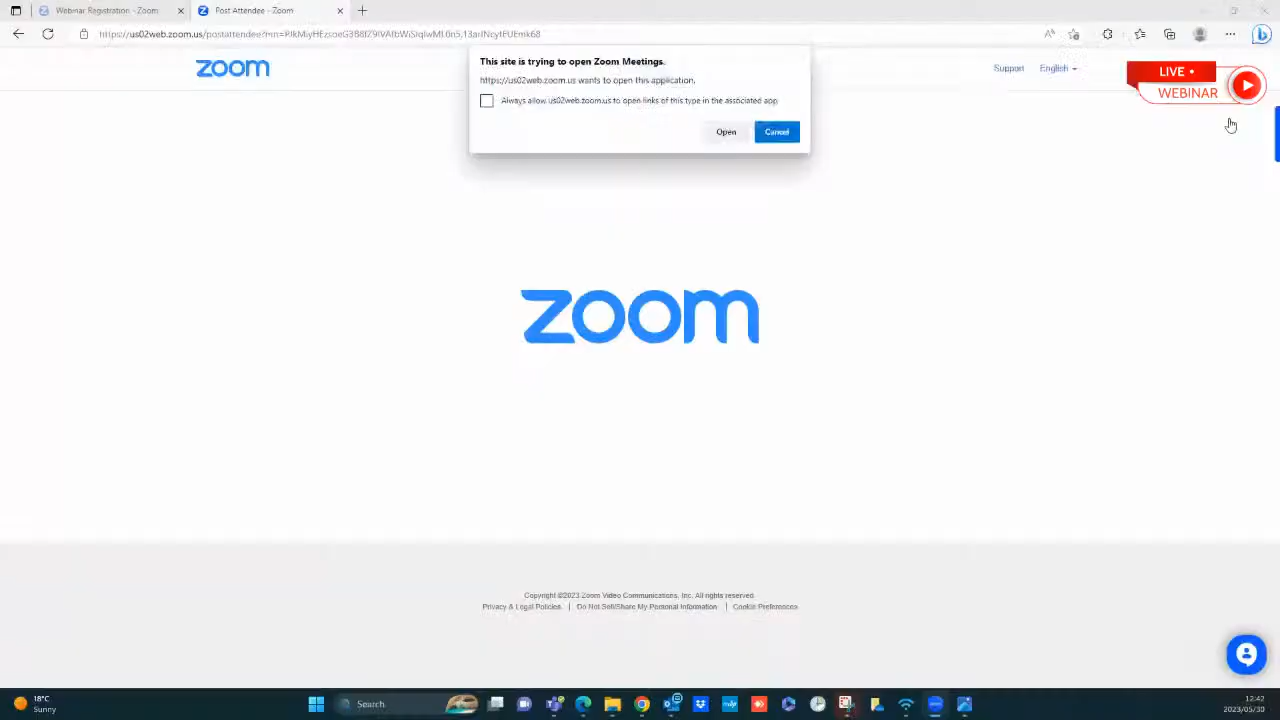 Webinar Registration - Zoom
Post Attendee - Zoom
zoom
Support
English
This site is trying to open Zoom Meetings.
https://us02web.zoom.us wants to open this application.
Always allow us02web.zoom.us to open links of this type in the associated app
Open
Cancel
LIVE •
WEBINAR
zoom
Copyright ©2023 Zoom Video Communications, Inc. All rights reserved.
Privacy & Legal Policies | Do Not Sell/Share My Personal Information | Cookie Preferences
18°C
Sunny
Search
12:42
2023/05/30